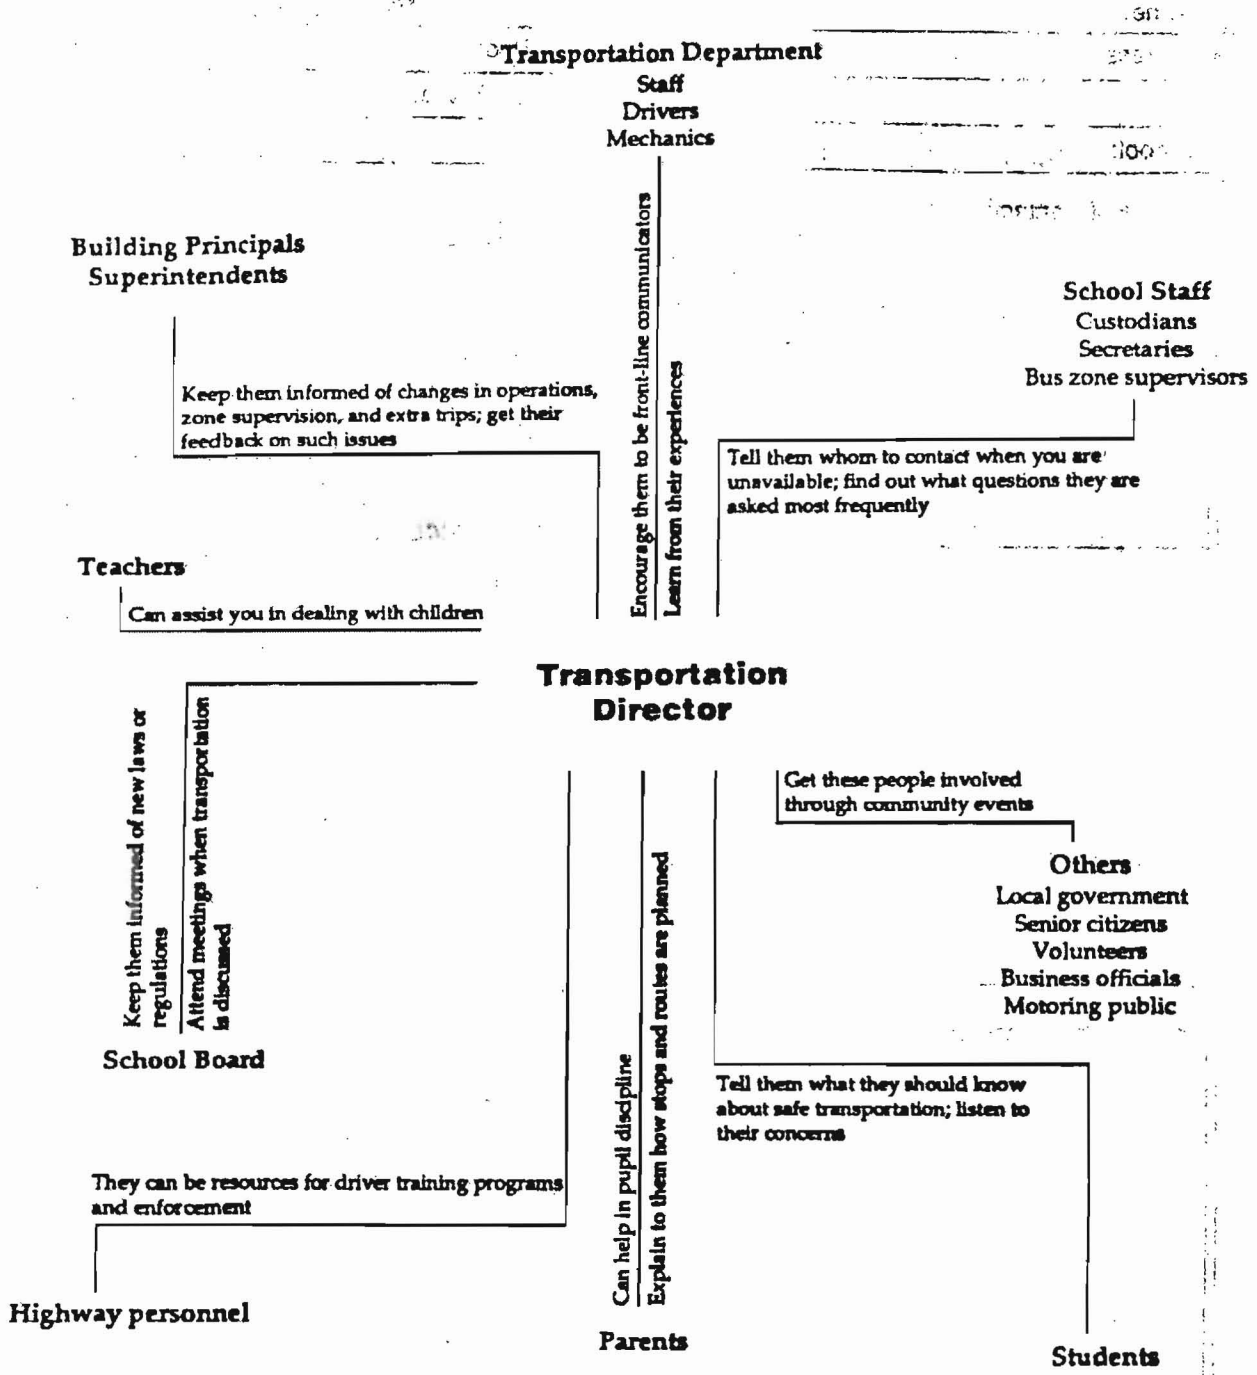 Transportation Department
Staff
Drivers
Mechanics
Building Principals
Superintendents
School Staff
Custodians
Secretaries
Bus zone supervisors
Keep them informed of changes in operations,
zone supervision, and extra trips; get their
feedback on such issues
Encourage them to be front-line communicators
Learn from their experiences
Tell them whom to contact when you are
unavailable; find out what questions they are
asked most frequently
Teachers
Can assist you in dealing with children
Transportation
Director
Keep them informed of new laws or
regulations
Attend meetings when transportation
is discussed
School Board
Get these people involved
through community events
Others
Local government
Senior citizens
Volunteers
Business officials
Motoring public
Can help in pupil discipline
Explain to them how stops and routes are planned
Tell them what they should know
about safe transportation; listen to
their concerns
They can be resources for driver training programs
and enforcement
Highway personnel
Parents
Students